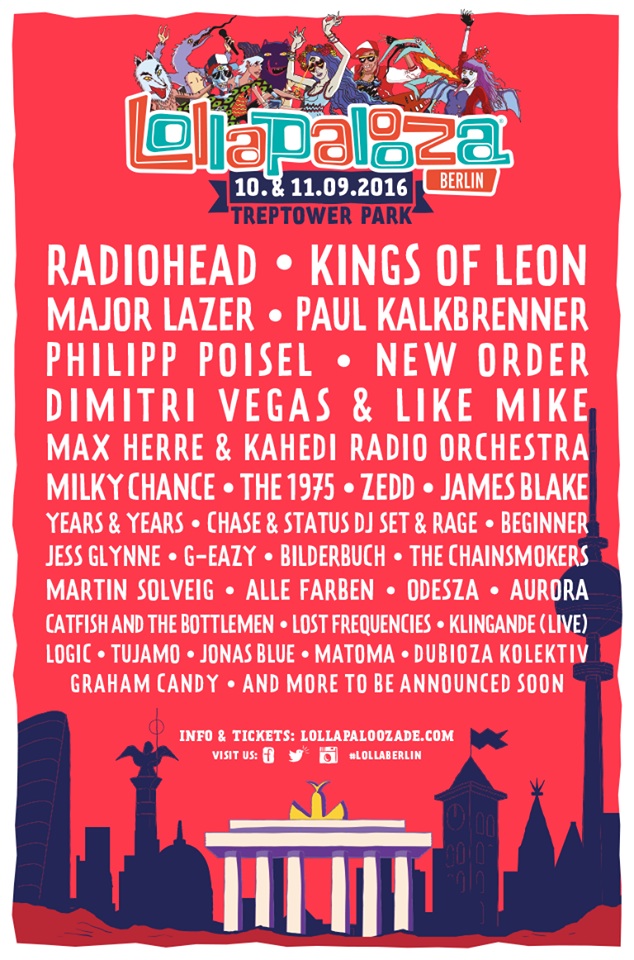 Lollapalooza®
BERLIN
10. & 11.09.2016
TREPTOWER PARK
RADIOHEAD • KINGS OF LEON
MAJOR LAZER • PAUL KALKBRENNER
PHILIPP POISEL • NEW ORDER
DIMITRI VEGAS & LIKE MIKE
MAX HERRE & KAHEDI RADIO ORCHESTRA
MILKY CHANCE • THE 1975 • ZEDD • JAMES BLAKE
YEARS & YEARS • CHASE & STATUS DJ SET & RAGE • BEGINNER
JESS GLYNNE • G-EAZY • BILDERBUCH • THE CHAINSMOKERS
MARTIN SOLVEIG • ALLE FARBEN • ODESZA • AURORA
CATFISH AND THE BOTTLEMEN • LOST FREQUENCIES • KLINGANDE (LIVE)
LOGIC • TUJAMO • JONAS BLUE • MATOMA • DUBIOZA KOLEKTIV
GRAHAM CANDY • AND MORE TO BE ANNOUNCED SOON
INFO & TICKETS: LOLLAPALOOZADE.COM
VISIT US: f #LOLLABERLIN